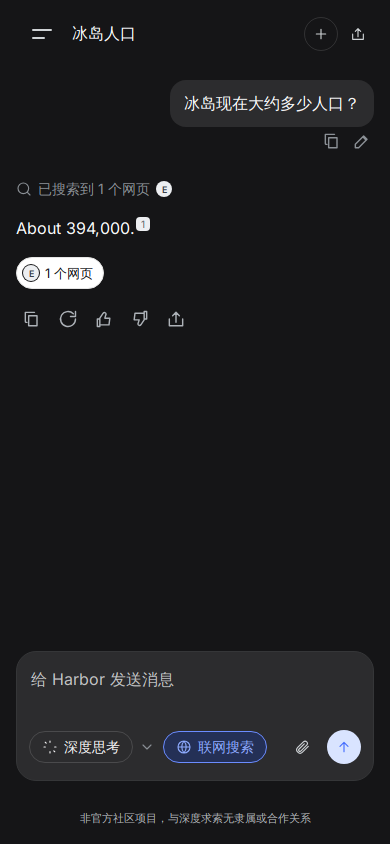 冰岛人口
冰岛现在大约多少人口？
已搜索到 1 个网页 E
About 394,000. 1
E 1 个网页
给 Harbor 发送消息
深度思考 联网搜索
非官方社区项目，与深度求索无隶属或合作关系